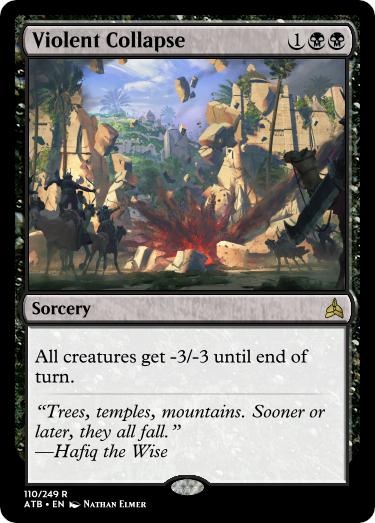 Violent Collapse 1
Sorcery
All creatures get -3/-3 until end of
turn.
“Trees, temples, mountains. Sooner or
later, they all fall.”
—Hafiq the Wise
110/249 R
ATB • EN Nathan Elmer